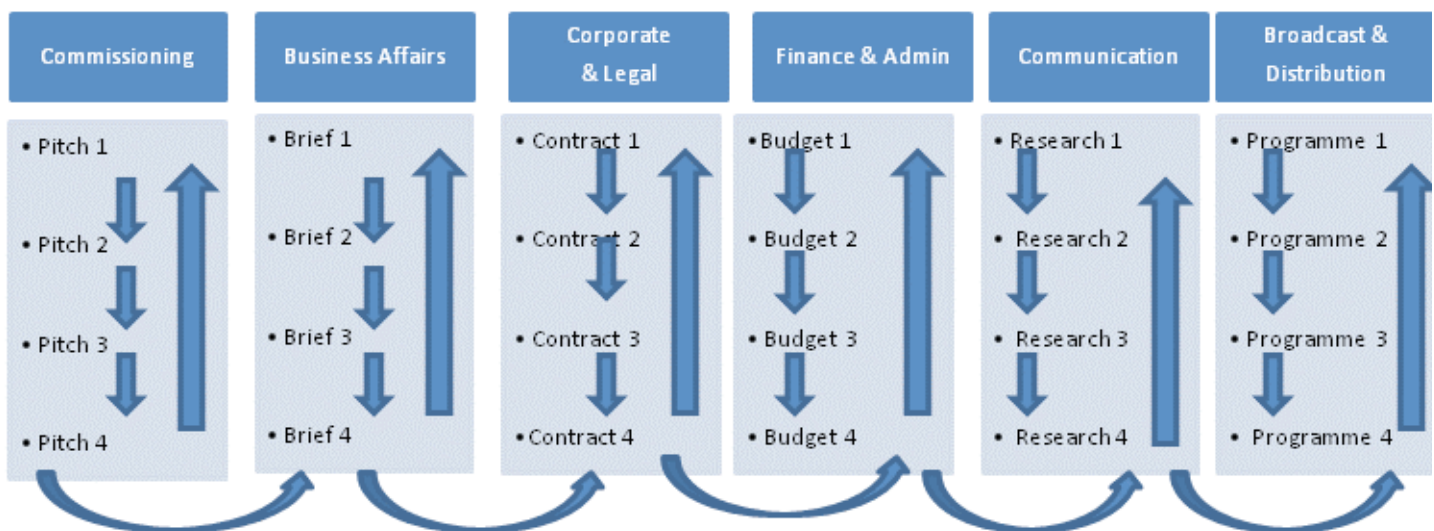 Commissioning
• Pitch 1
• Pitch 2
• Pitch 3
• Pitch 4
Business Affairs
• Brief 1
• Brief 2
• Brief 3
• Brief 4
Corporate
& Legal
• Contract 1
• Contract 2
• Contract 3
• Contract 4
Finance & Admin
• Budget 1
• Budget 2
• Budget 3
• Budget 4
Communication
• Research 1
• Research 2
• Research 3
• Research 4
Broadcast &
Distribution
• Programme 1
• Programme 2
• Programme 3
• Programme 4